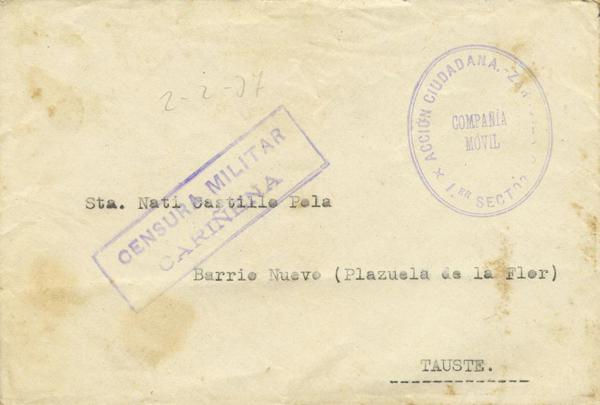 2-2-37
ACCIÓN CIUDADANA.
COMPAÑÍA
MÓVIL
1.ER SECTOR
CENSURA MILITAR
CARIÑENA
Sta. Nati Castillo Pola
Barrio Nuevo (Plazuela de la Flor)
TAUSTE.